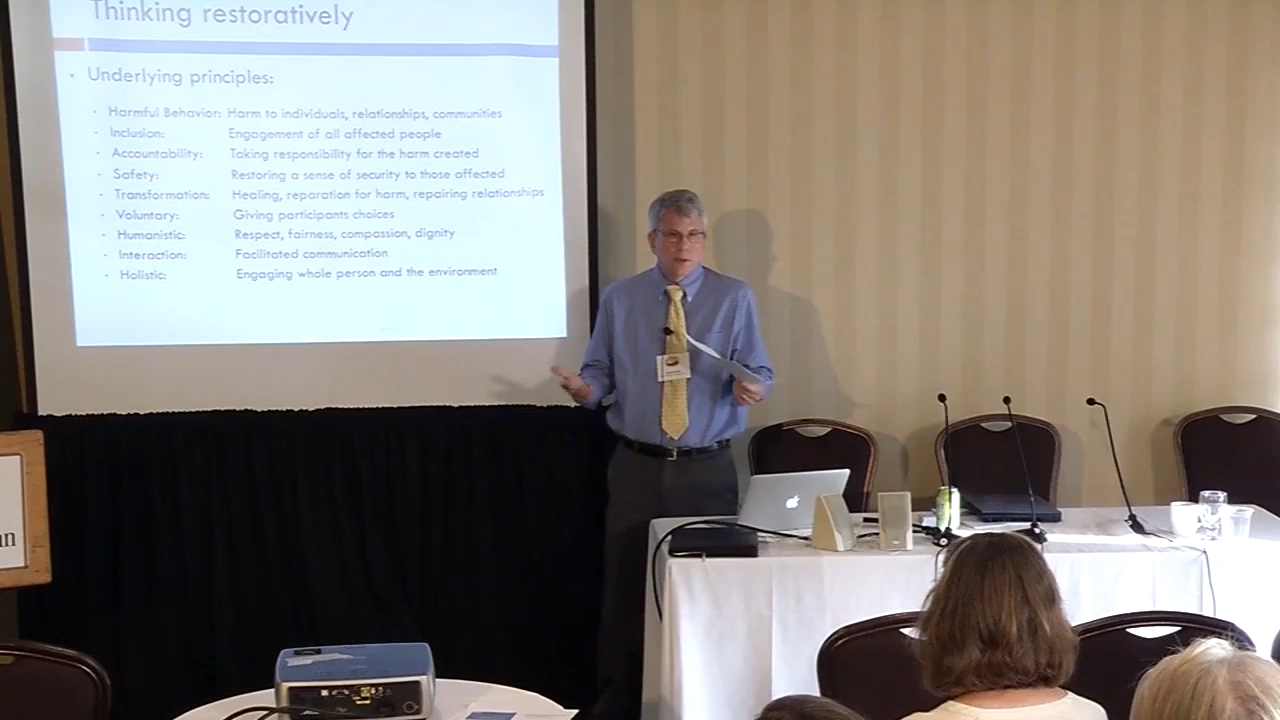 Thinking restoratively
Underlying principles:
Harmful Behavior: Harm to individuals, relationships, communities
Inclusion: Engagement of all affected people
Accountability: Taking responsibility for the harm created
Safety: Restoring a sense of security to those affected
Transformation: Healing, reparation for harm, repairing relationships
Voluntary: Giving participants choices
Humanistic: Respect, fairness, compassion, dignity
Interaction: Facilitated communication
Holistic: Engaging whole person and the environment